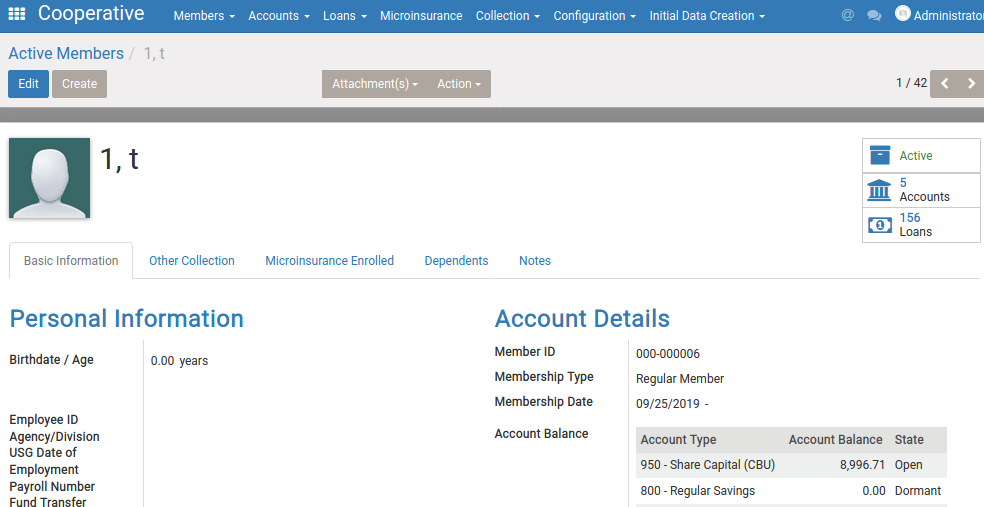 Cooperative Members Accounts Loans Microinsurance Collection Configuration Initial Data Creation @ Administrator
Active Members / 1, t
Edit Create Attachment(s) Action 1 / 42
1, t
Active
5
Accounts
156
Loans
Basic Information Other Collection Microinsurance Enrolled Dependents Notes
Personal Information
Birthdate / Age 0.00 years
Employee ID
Agency/Division
USG Date of
Employment
Payroll Number
Fund Transfer
Account Details
Member ID 000-000006
Membership Type Regular Member
Membership Date 09/25/2019 -
Account Balance
Account Type Account Balance State
950 - Share Capital (CBU) 8,996.71 Open
800 - Regular Savings 0.00 Dormant